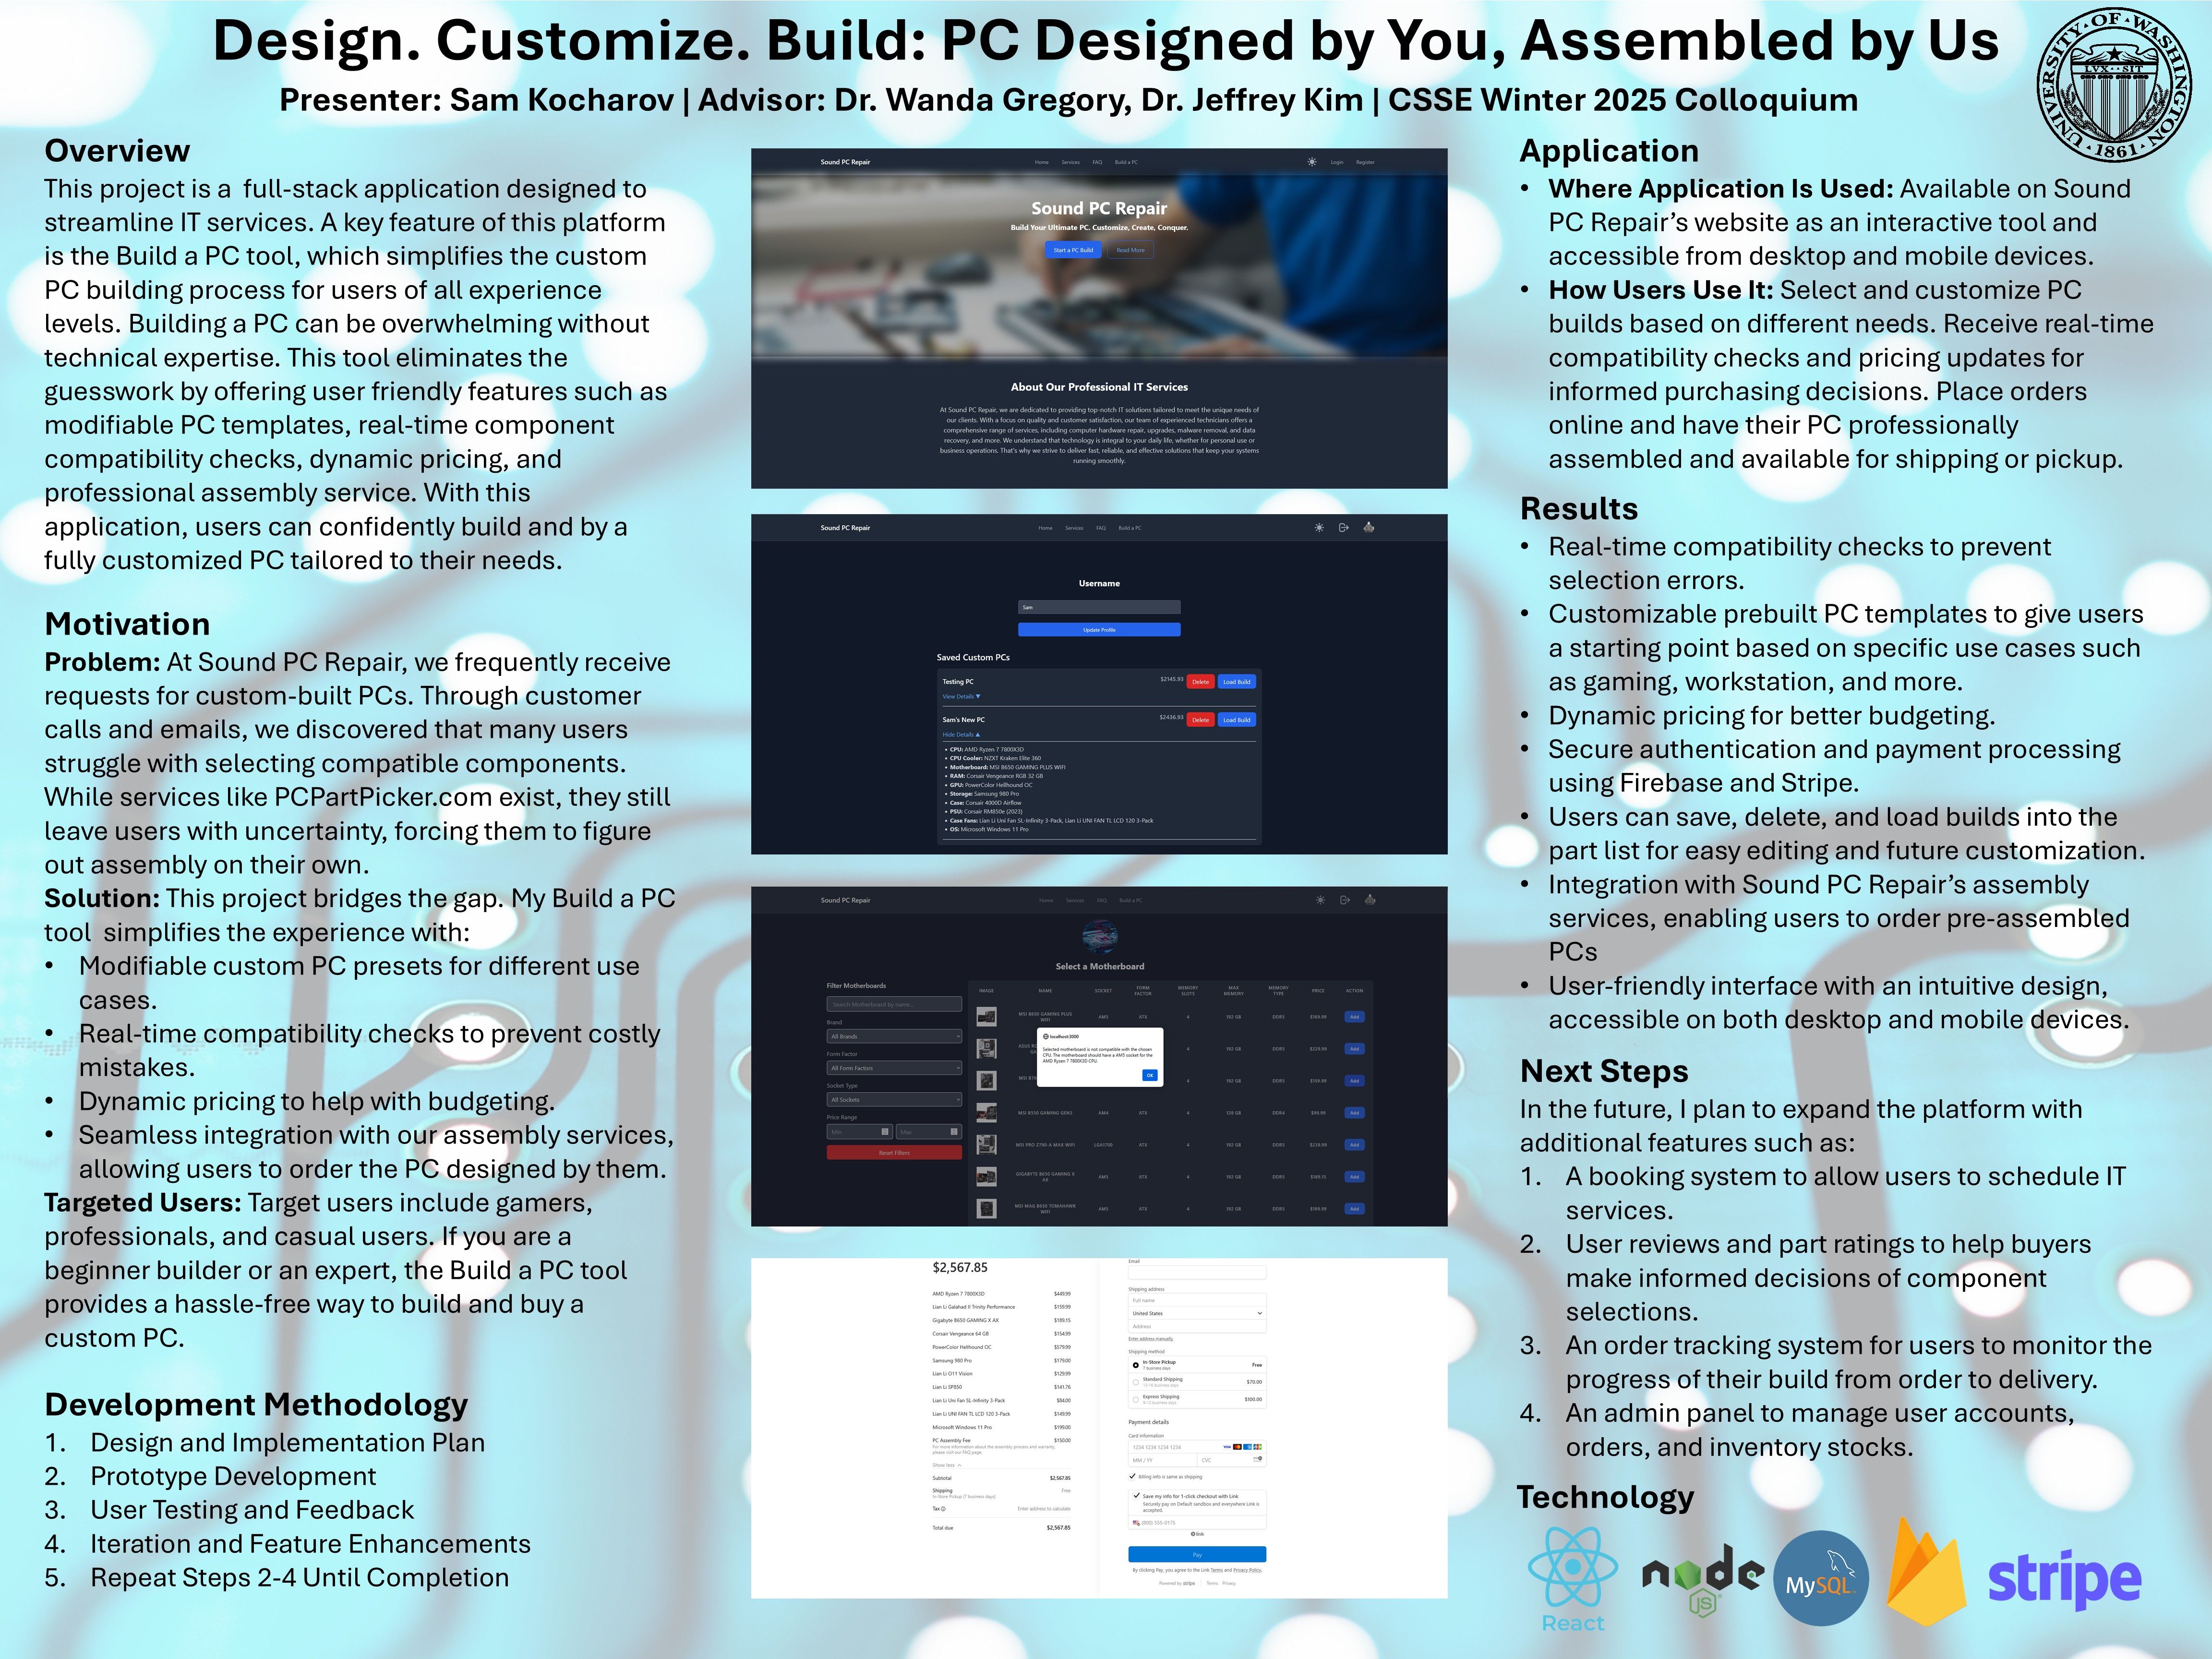 Design. Customize. Build: PC Designed by You, Assembled by Us
Presenter: Sam Kocharov | Advisor: Dr. Wanda Gregory, Dr. Jeffrey Kim | CSSE Winter 2025 Colloquium
UNIVERSITY · OF · WASHINGTON
LVX · SIT
· 1861 ·
Overview
This project is a  full-stack application designed to
streamline IT services. A key feature of this platform
is the Build a PC tool, which simplifies the custom
PC building process for users of all experience
levels. Building a PC can be overwhelming without
technical expertise. This tool eliminates the
guesswork by offering user friendly features such as
modifiable PC templates, real-time component
compatibility checks, dynamic pricing, and
professional assembly service. With this
application, users can confidently build and by a
fully customized PC tailored to their needs.
Motivation
Problem: At Sound PC Repair, we frequently receive
requests for custom-built PCs. Through customer
calls and emails, we discovered that many users
struggle with selecting compatible components.
While services like PCPartPicker.com exist, they still
leave users with uncertainty, forcing them to figure
out assembly on their own.
Solution: This project bridges the gap. My Build a PC
tool  simplifies the experience with:
• Modifiable custom PC presets for different use
cases.
• Real-time compatibility checks to prevent costly
mistakes.
• Dynamic pricing to help with budgeting.
• Seamless integration with our assembly services,
allowing users to order the PC designed by them.
Targeted Users: Target users include gamers,
professionals, and casual users. If you are a
beginner builder or an expert, the Build a PC tool
provides a hassle-free way to build and buy a
custom PC.
Development Methodology
1. Design and Implementation Plan
2. Prototype Development
3. User Testing and Feedback
4. Iteration and Feature Enhancements
5. Repeat Steps 2-4 Until Completion
Sound PC Repair Home Services FAQ Build a PC Login Register
Sound PC Repair
Build Your Ultimate PC. Customize, Create, Conquer.
Start a PC Build Read More
About Our Professional IT Services
At Sound PC Repair, we are dedicated to providing top-notch IT solutions tailored to meet the unique needs of
our clients. With a focus on quality and customer satisfaction, our team of experienced technicians offers a
comprehensive range of services, including computer hardware repair, upgrades, malware removal, and data
recovery, and more. We understand that technology is integral to your daily life, whether for personal use or
business operations. That's why we strive to deliver fast, reliable, and effective solutions that keep your systems
running smoothly.
Sound PC Repair Home Services FAQ Build a PC
Username
Sam
Update Profile
Saved Custom PCs
Testing PC $2145.93 Delete Load Build
View Details ▼
Sam's New PC $2436.93 Delete Load Build
Hide Details ▲
• CPU: AMD Ryzen 7 7800X3D
• CPU Cooler: NZXT Kraken Elite 360
• Motherboard: MSI B650 GAMING PLUS WIFI
• RAM: Corsair Vengeance RGB 32 GB
• GPU: PowerColor Hellhound OC
• Storage: Samsung 980 Pro
• Case: Corsair 4000D Airflow
• PSU: Corsair RM850e (2023)
• Case Fans: Lian Li Uni Fan SL-Infinity 3-Pack, Lian Li UNI FAN TL LCD 120 3-Pack
• OS: Microsoft Windows 11 Pro
Sound PC Repair Home Services FAQ Build a PC
Select a Motherboard
Filter Motherboards
Search Motherboard by name...
Brand
All Brands
Form Factor
All Form Factors
Socket Type
All Sockets
Price Range
Min Max
Reset Filters
IMAGE NAME SOCKET FORM FACTOR MEMORY SLOTS MAX MEMORY MEMORY TYPE PRICE ACTION
MSI B650 GAMING PLUS WIFI AM5 ATX 4 192 GB DDR5 $169.99 Add
localhost:3000
Selected motherboard is not compatible with the chosen
CPU. The motherboard should have a AM5 socket for the
AMD Ryzen 7 7800X3D CPU.
OK
4 192 GB DDR5 $229.99 Add
4 192 GB DDR5 $159.99 Add
MSI B550 GAMING GEN3 AM4 ATX 4 128 GB DDR4 $99.99 Add
MSI PRO Z790-A MAX WIFI LGA1700 ATX 4 192 GB DDR5 $219.99 Add
GIGABYTE B650 GAMING X AX AM5 ATX 4 192 GB DDR5 $189.15 Add
MSI MAG B650 TOMAHAWK WIFI AM5 ATX 4 192 GB DDR5 $199.99 Add
$2,567.85
AMD Ryzen 7 7800X3D $449.99
Lian Li Galahad II Trinity Performance $159.99
Gigabyte B650 GAMING X AX $189.15
Corsair Vengeance 64 GB $154.99
PowerColor Hellhound OC $579.99
Samsung 980 Pro $179.00
Lian Li O11 Vision $129.99
Lian Li SP850 $141.76
Lian Li Uni Fan SL-Infinity 3-Pack $84.00
Lian Li UNI FAN TL LCD 120 3-Pack $149.99
Microsoft Windows 11 Pro $199.00
PC Assembly Fee $150.00
For more information about the assembly process and warranty,
please visit our FAQ page.
Show less
Subtotal $2,567.85
Shipping Free
In-Store Pickup (7 business days)
Tax Enter address to calculate
Total due $2,567.85
Email
Shipping address
Full name
United States
Address
Enter address manually
Shipping method
In-Store Pickup Free
7 business days
Standard Shipping $70.00
Express Shipping $100.00
Payment details
Card information
1234 1234 1234 1234 VISA
MM / YY CVC
Billing info is same as shipping
Save my info for 1-click checkout with Link
Securely pay on Default sandbox and everywhere Link is
accepted.
(800) 555-0175
link
Pay
By clicking Pay, you agree to the Link Terms and Privacy Policy.
Powered by stripe Terms Privacy
Application
• Where Application Is Used: Available on Sound
PC Repair’s website as an interactive tool and
accessible from desktop and mobile devices.
• How Users Use It: Select and customize PC
builds based on different needs. Receive real-time
compatibility checks and pricing updates for
informed purchasing decisions. Place orders
online and have their PC professionally
assembled and available for shipping or pickup.
Results
• Real-time compatibility checks to prevent
selection errors.
• Customizable prebuilt PC templates to give users
a starting point based on specific use cases such
as gaming, workstation, and more.
• Dynamic pricing for better budgeting.
• Secure authentication and payment processing
using Firebase and Stripe.
• Users can save, delete, and load builds into the
part list for easy editing and future customization.
• Integration with Sound PC Repair’s assembly
services, enabling users to order pre-assembled
PCs
• User-friendly interface with an intuitive design,
accessible on both desktop and mobile devices.
Next Steps
In the future, I plan to expand the platform with
additional features such as:
1. A booking system to allow users to schedule IT
services.
2. User reviews and part ratings to help buyers
make informed decisions of component
selections.
3. An order tracking system for users to monitor the
progress of their build from order to delivery.
4. An admin panel to manage user accounts,
orders, and inventory stocks.
Technology
React
node
JS
MySQL
stripe